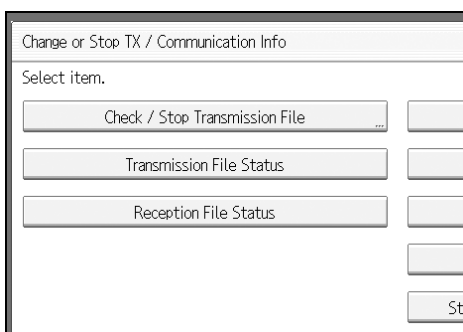 Change or Stop TX / Communication Info
Select item.
Check / Stop Transmission File
Transmission File Status
Reception File Status